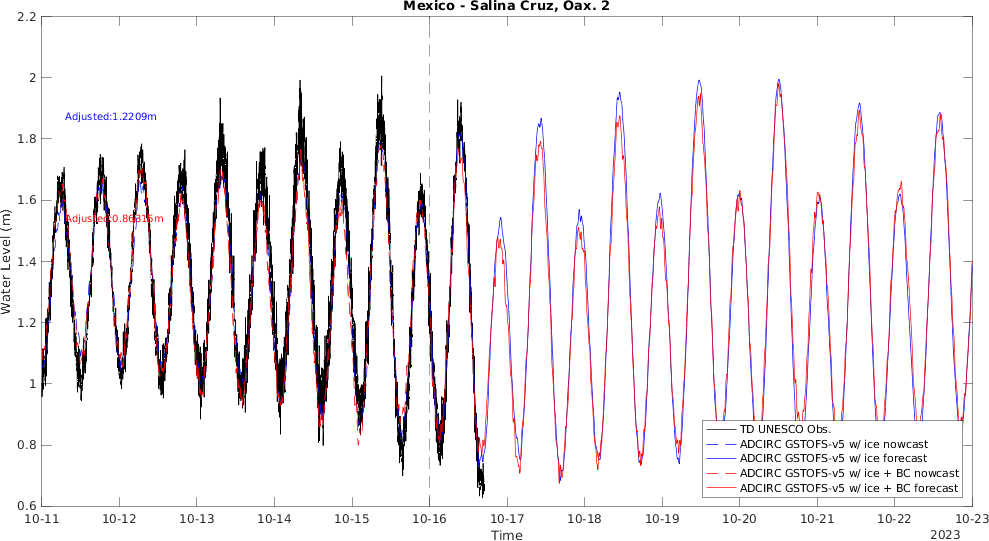 Mexico - Salina Cruz, Oax. 2
2.2
2
1.8
1.6
1.4
1.2
1
0.8
0.6
Water Level (m)
Adjusted:1.2209m
10-11
10-12
10-13
10-14
10-15
10-16
10-17
10-18
10-19
10-20
10-21
10-22
10-23
Time
2023
TD UNESCO Obs.
ADCIRC GSTOFS-v5 w/ ice nowcast
ADCIRC GSTOFS-v5 w/ ice forecast
ADCIRC GSTOFS-v5 w/ ice + BC nowcast
ADCIRC GSTOFS-v5 w/ ice + BC forecast